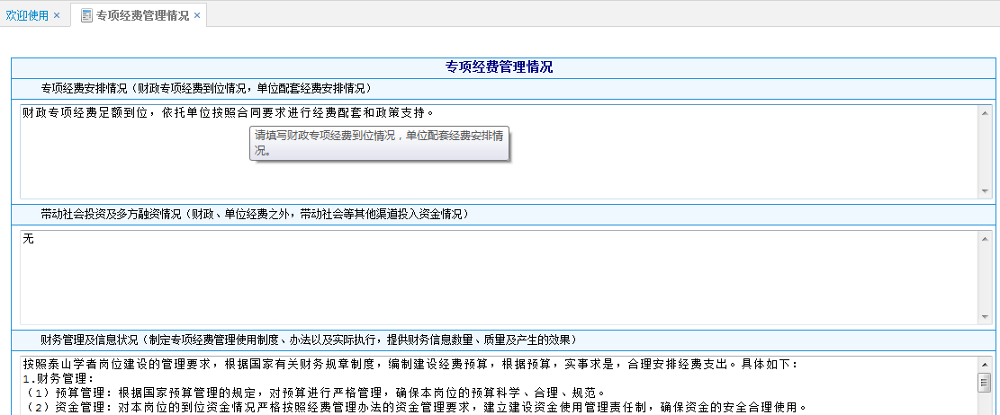 欢迎使用 × 专项经费管理情况 ×
专项经费管理情况
专项经费安排情况（财政专项经费到位情况，单位配套经费安排情况）
财政专项经费足额到位，依托单位按照合同要求进行经费配套和政策支持。
请填写财政专项经费到位情况，单位配套经费安排情
况。
带动社会投资及多方融资情况（财政、单位经费之外，带动社会等其他渠道投入资金情况）
无
财务管理及信息状况（制定专项经费管理使用制度、办法以及实际执行，提供财务信息数量、质量及产生的效果）
按照泰山学者岗位建设的管理要求，根据国家有关财务规章制度，编制建设经费预算，根据预算，实事求是，合理安排经费支出。具体如下：
1.财务管理：
（1）预算管理：根据国家预算管理的规定，对预算进行严格管理，确保本岗位的预算科学、合理、规范。
（2）资金管理：对本岗位的到位资金情况严格按照经费管理办法的资金管理要求，建立建设资金使用管理责任制，确保资金的安全合理使用。